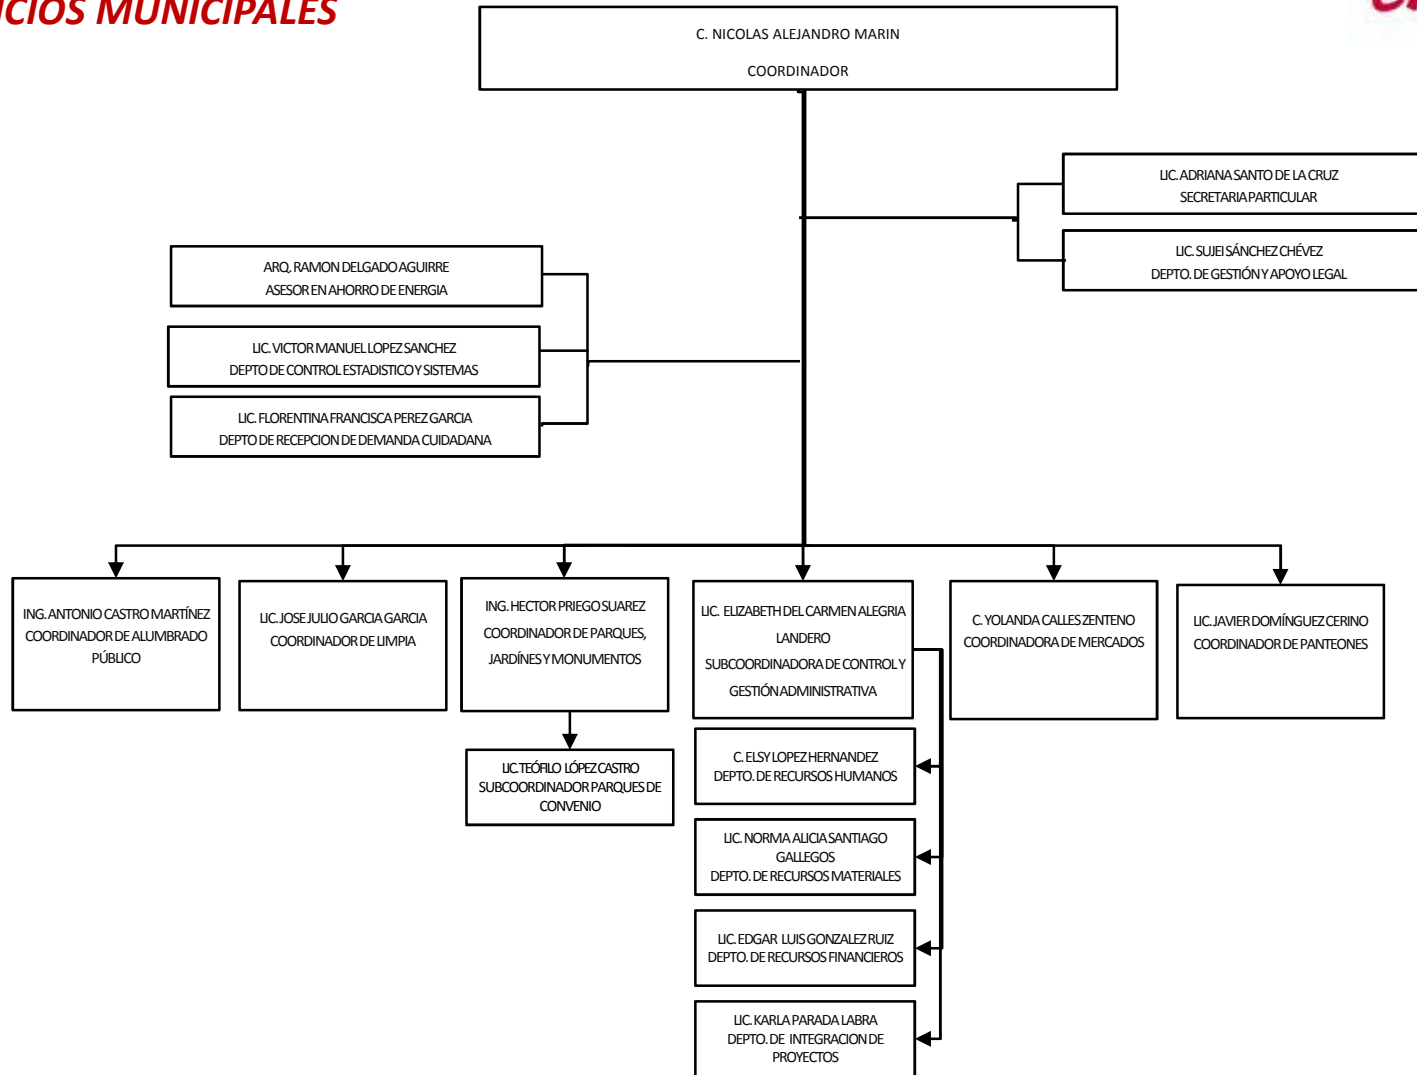 ICIOS MUNICIPALES
C. NICOLAS ALEJANDRO MARIN
COORDINADOR
LIC. ADRIANA SANTO DE LA CRUZ
SECRETARIA PARTICULAR
LIC. SUJEI SÁNCHEZ CHÉVEZ
DEPTO. DE GESTIÓN Y APOYO LEGAL
ARQ. RAMON DELGADO AGUIRRE
ASESOR EN AHORRO DE ENERGIA
LIC. VICTOR MANUEL LOPEZ SANCHEZ
DEPTO DE CONTROL ESTADISTICO Y SISTEMAS
LIC. FLORENTINA FRANCISCA PEREZ GARCIA
DEPTO DE RECEPCION DE DEMANDA CUIDADANA
ING. ANTONIO CASTRO MARTÍNEZ
COORDINADOR DE ALUMBRADO
PÚBLICO
LIC. JOSE JULIO GARCIA GARCIA
COORDINADOR DE LIMPIA
ING. HECTOR PRIEGO SUAREZ
COORDINADOR DE PARQUES,
JARDÍNES Y MONUMENTOS
LIC. ELIZABETH DEL CARMEN ALEGRIA
LANDERO
SUBCOORDINADORA DE CONTROL Y
GESTIÓN ADMINISTRATIVA
C. YOLANDA CALLES ZENTENO
COORDINADORA DE MERCADOS
LIC. JAVIER DOMÍNGUEZ CERINO
COORDINADOR DE PANTEONES
LIC. TEÓFILO LÓPEZ CASTRO
SUBCOORDINADOR PARQUES DE
CONVENIO
C. ELSY LOPEZ HERNANDEZ
DEPTO. DE RECURSOS HUMANOS
LIC. NORMA ALICIA SANTIAGO
GALLEGOS
DEPTO. DE RECURSOS MATERIALES
LIC. EDGAR LUIS GONZALEZ RUIZ
DEPTO. DE RECURSOS FINANCIEROS
LIC. KARLA PARADA LABRA
DEPTO. DE INTEGRACION DE
PROYECTOS